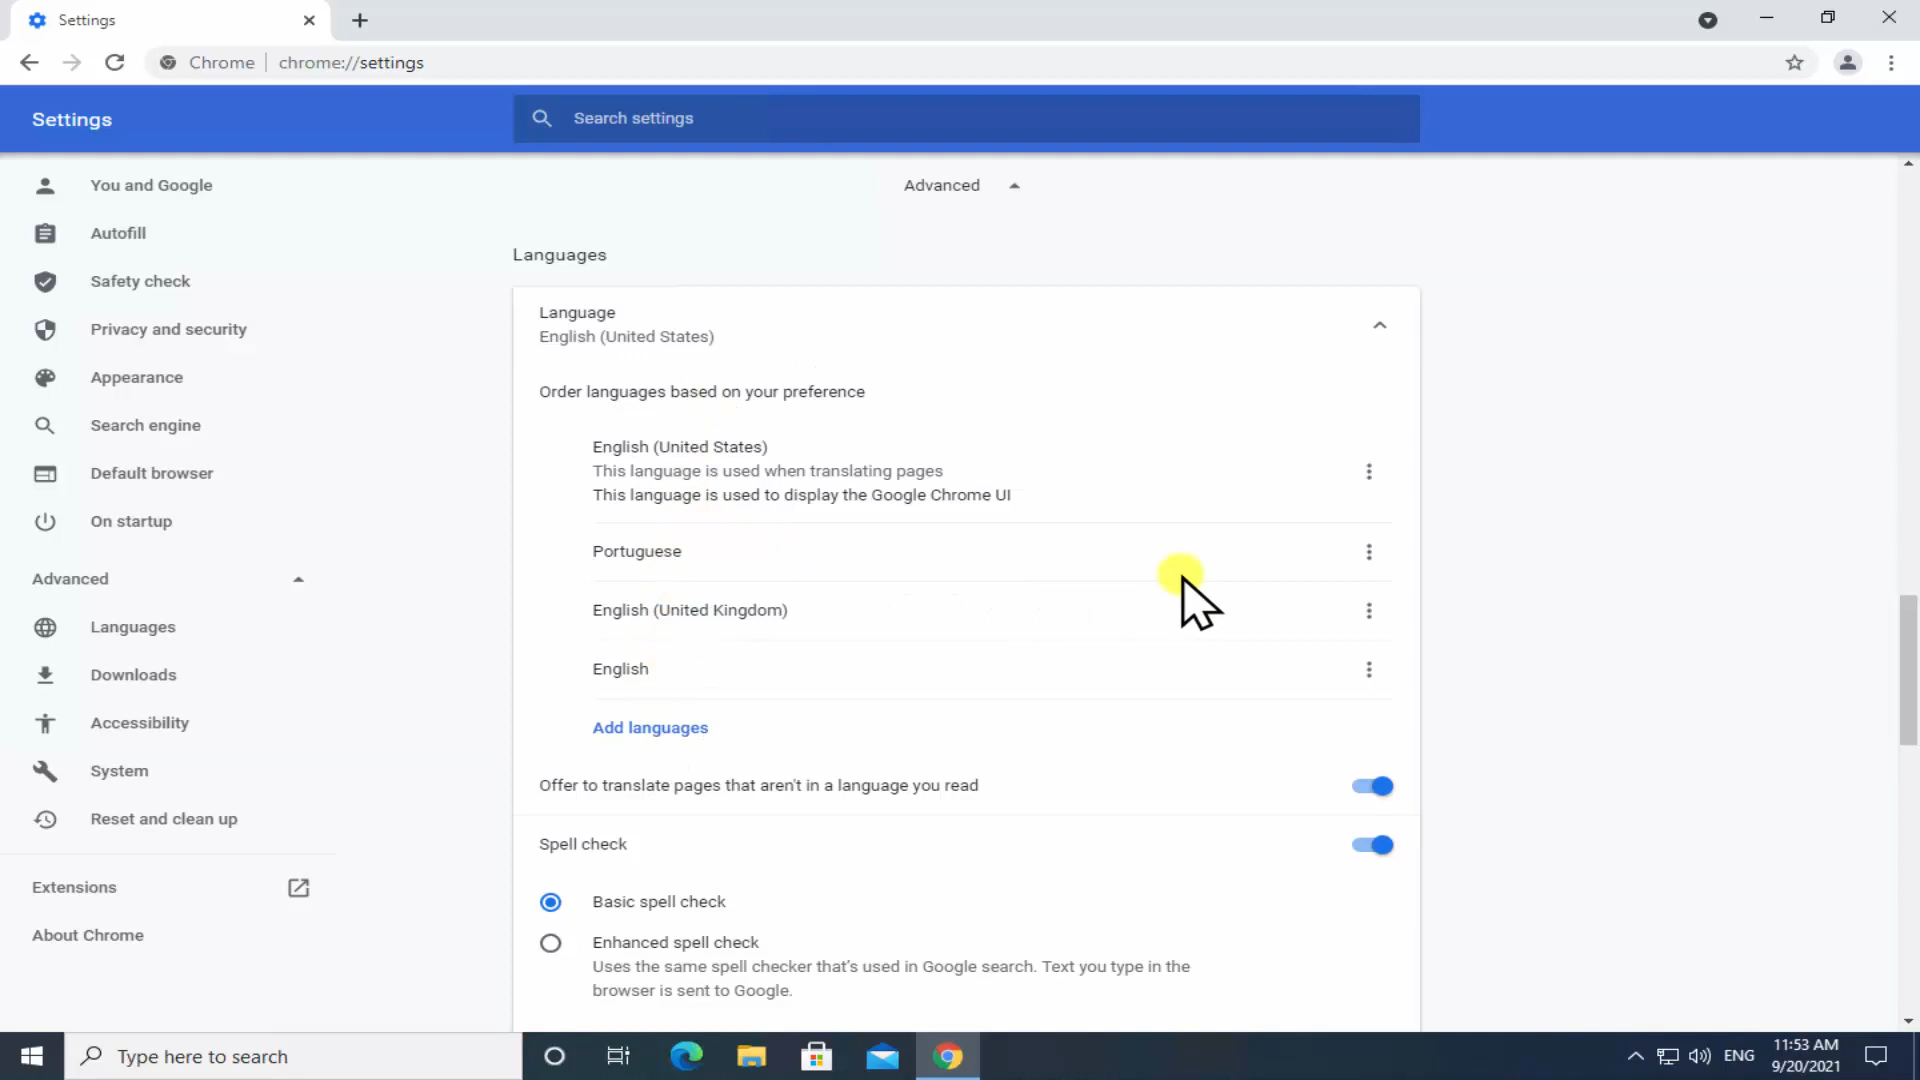 Settings
Chrome
chrome://settings
Settings
Search settings
You and Google
Autofill
Safety check
Privacy and security
Appearance
Search engine
Default browser
On startup
Advanced
Languages
Downloads
Accessibility
System
Reset and clean up
Extensions
About Chrome
Advanced
Languages
Language
English (United States)
Order languages based on your preference
English (United States)
This language is used when translating pages
This language is used to display the Google Chrome UI
Portuguese
English (United Kingdom)
English
Add languages
Offer to translate pages that aren't in a language you read
Spell check
Basic spell check
Enhanced spell check
Uses the same spell checker that's used in Google search. Text you type in the
browser is sent to Google.
Type here to search
ENG
11:53 AM
9/20/2021